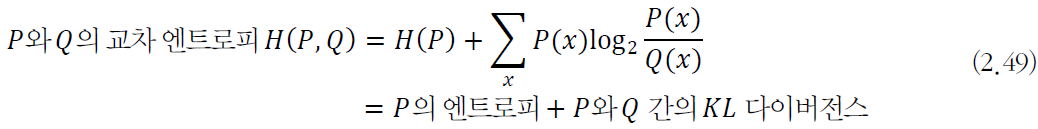 P와 Q의 교차 엔트로피 H(P, Q) = H(P) + ∑ₓ P(x)log₂ P(x)/Q(x) (2.49)
= P의 엔트로피 + P와 Q 간의 KL 다이버전스